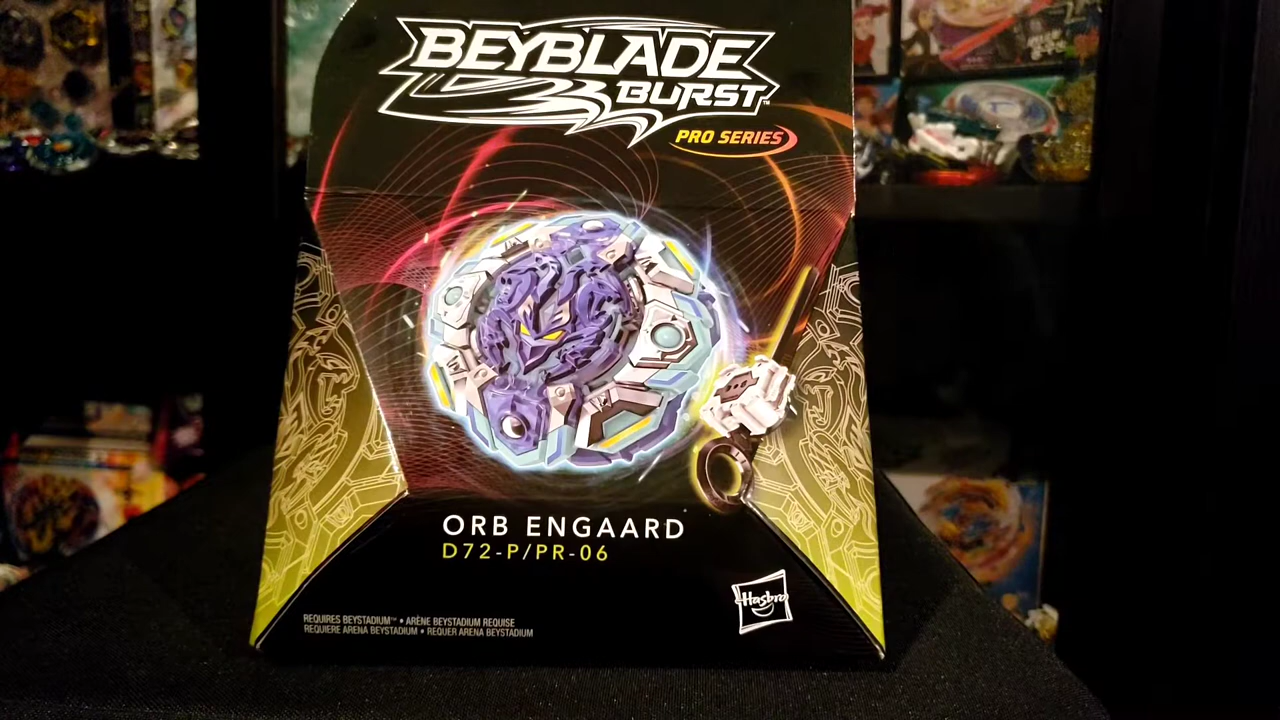 BEYBLADE
BURST™
PRO SERIES
ORB ENGAARD
D72-P/PR-06
REQUIRES BEYSTADIUM™ • ARÈNE BEYSTADIUM REQUISE
REQUIERE ARENA BEYSTADIUM • REQUER ARENA BEYSTADIUM
Hasbro